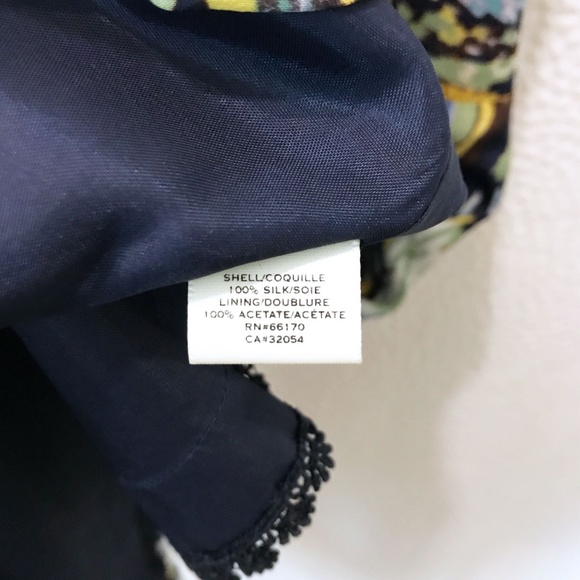 SHELL/COQUILLE
100% SILK/SOIE
LINING/DOUBLURE
100% ACETATE/ACÉTATE
RN#66170
CA#32054